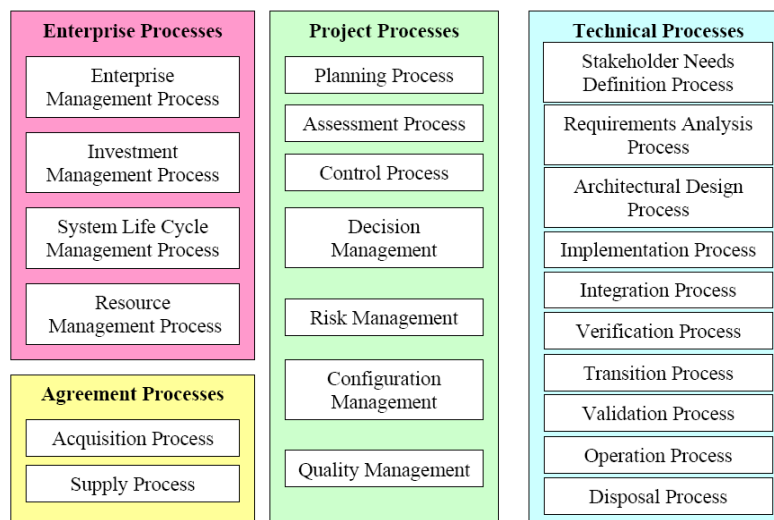 Enterprise Processes
Enterprise
Management Process
Investment
Management Process
System Life Cycle
Management Process
Resource
Management Process
Agreement Processes
Acquisition Process
Supply Process
Project Processes
Planning Process
Assessment Process
Control Process
Decision
Management
Risk Management
Configuration
Management
Quality Management
Technical Processes
Stakeholder Needs
Definition Process
Requirements Analysis
Process
Architectural Design
Process
Implementation Process
Integration Process
Verification Process
Transition Process
Validation Process
Operation Process
Disposal Process